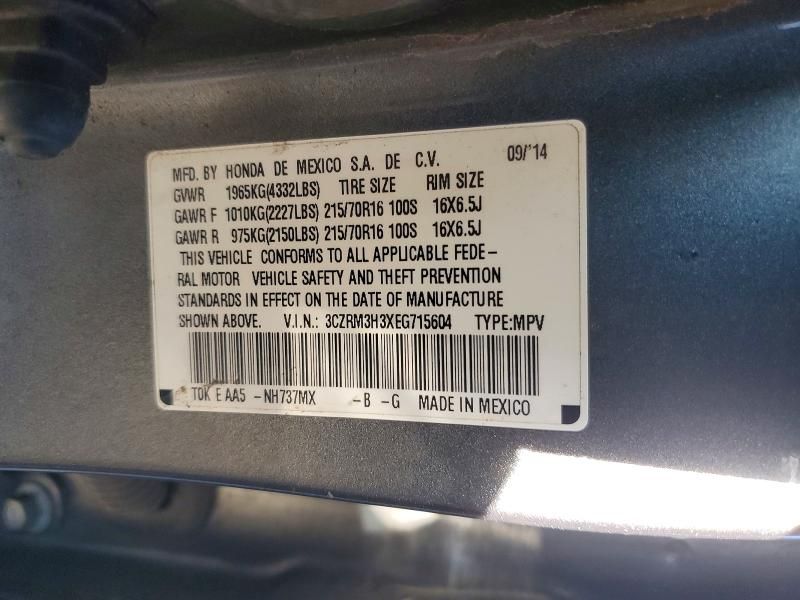 MFD. BY HONDA DE MEXICO S.A. DE C.V. 09/'14
GVWR 1965KG(4332LBS) TIRE SIZE RIM SIZE
GAWR F 1010KG(2227LBS) 215/70R16 100S 16X6.5J
GAWR R 975KG(2150LBS) 215/70R16 100S 16X6.5J
THIS VEHICLE CONFORMS TO ALL APPLICABLE FEDE-
RAL MOTOR VEHICLE SAFETY AND THEFT PREVENTION
STANDARDS IN EFFECT ON THE DATE OF MANUFACTURE
SHOWN ABOVE. V.I.N.: 3CZRM3H3XEG715604 TYPE:MPV
T0K E AA5 -NH737MX -B -G MADE IN MEXICO